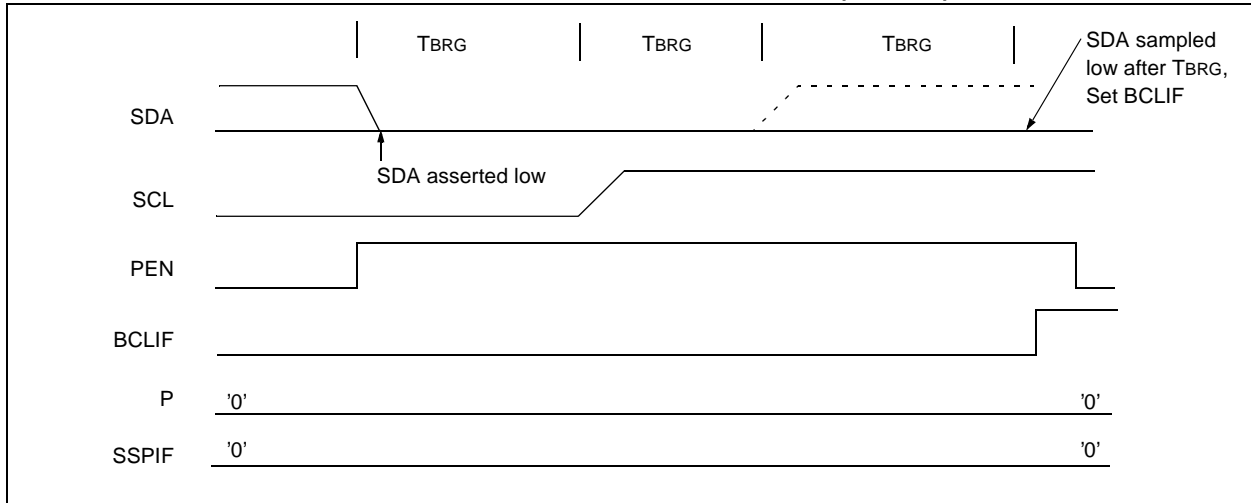 TBRG TBRG TBRG
SDA sampled
low after TBRG,
Set BCLIF
SDA
SDA asserted low
SCL
PEN
BCLIF
P '0' '0'
SSPIF '0' '0'